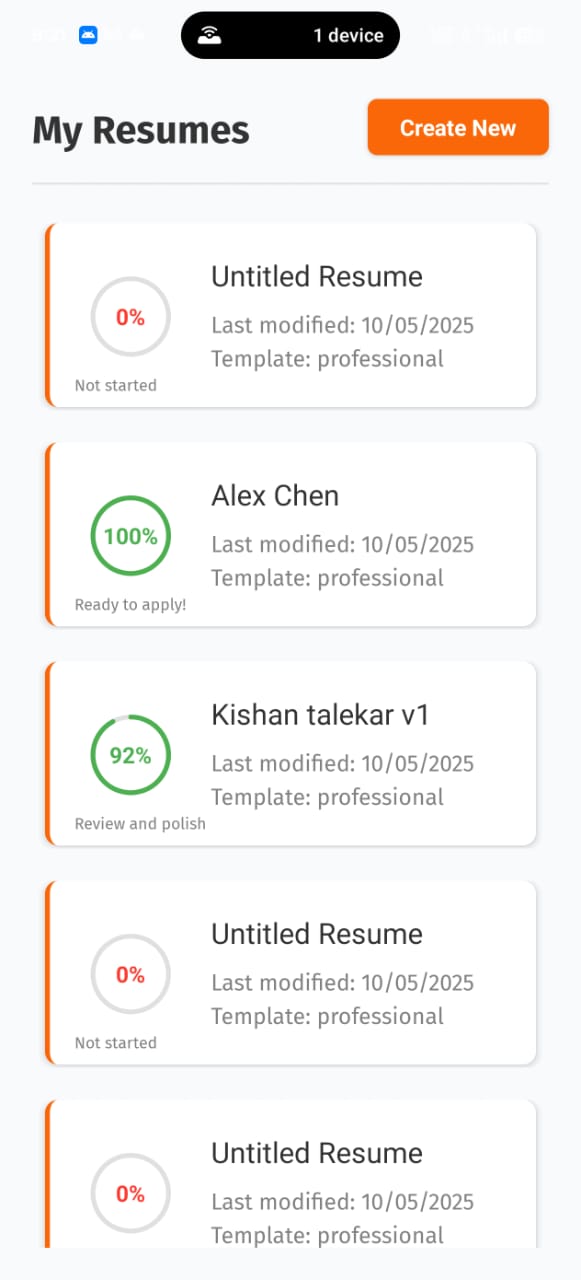 1 device
My Resumes
Create New
Untitled Resume
0%
Last modified: 10/05/2025
Template: professional
Not started
Alex Chen
100%
Last modified: 10/05/2025
Template: professional
Ready to apply!
Kishan talekar v1
92%
Last modified: 10/05/2025
Template: professional
Review and polish
Untitled Resume
0%
Last modified: 10/05/2025
Template: professional
Not started
Untitled Resume
0%
Last modified: 10/05/2025
Template: professional